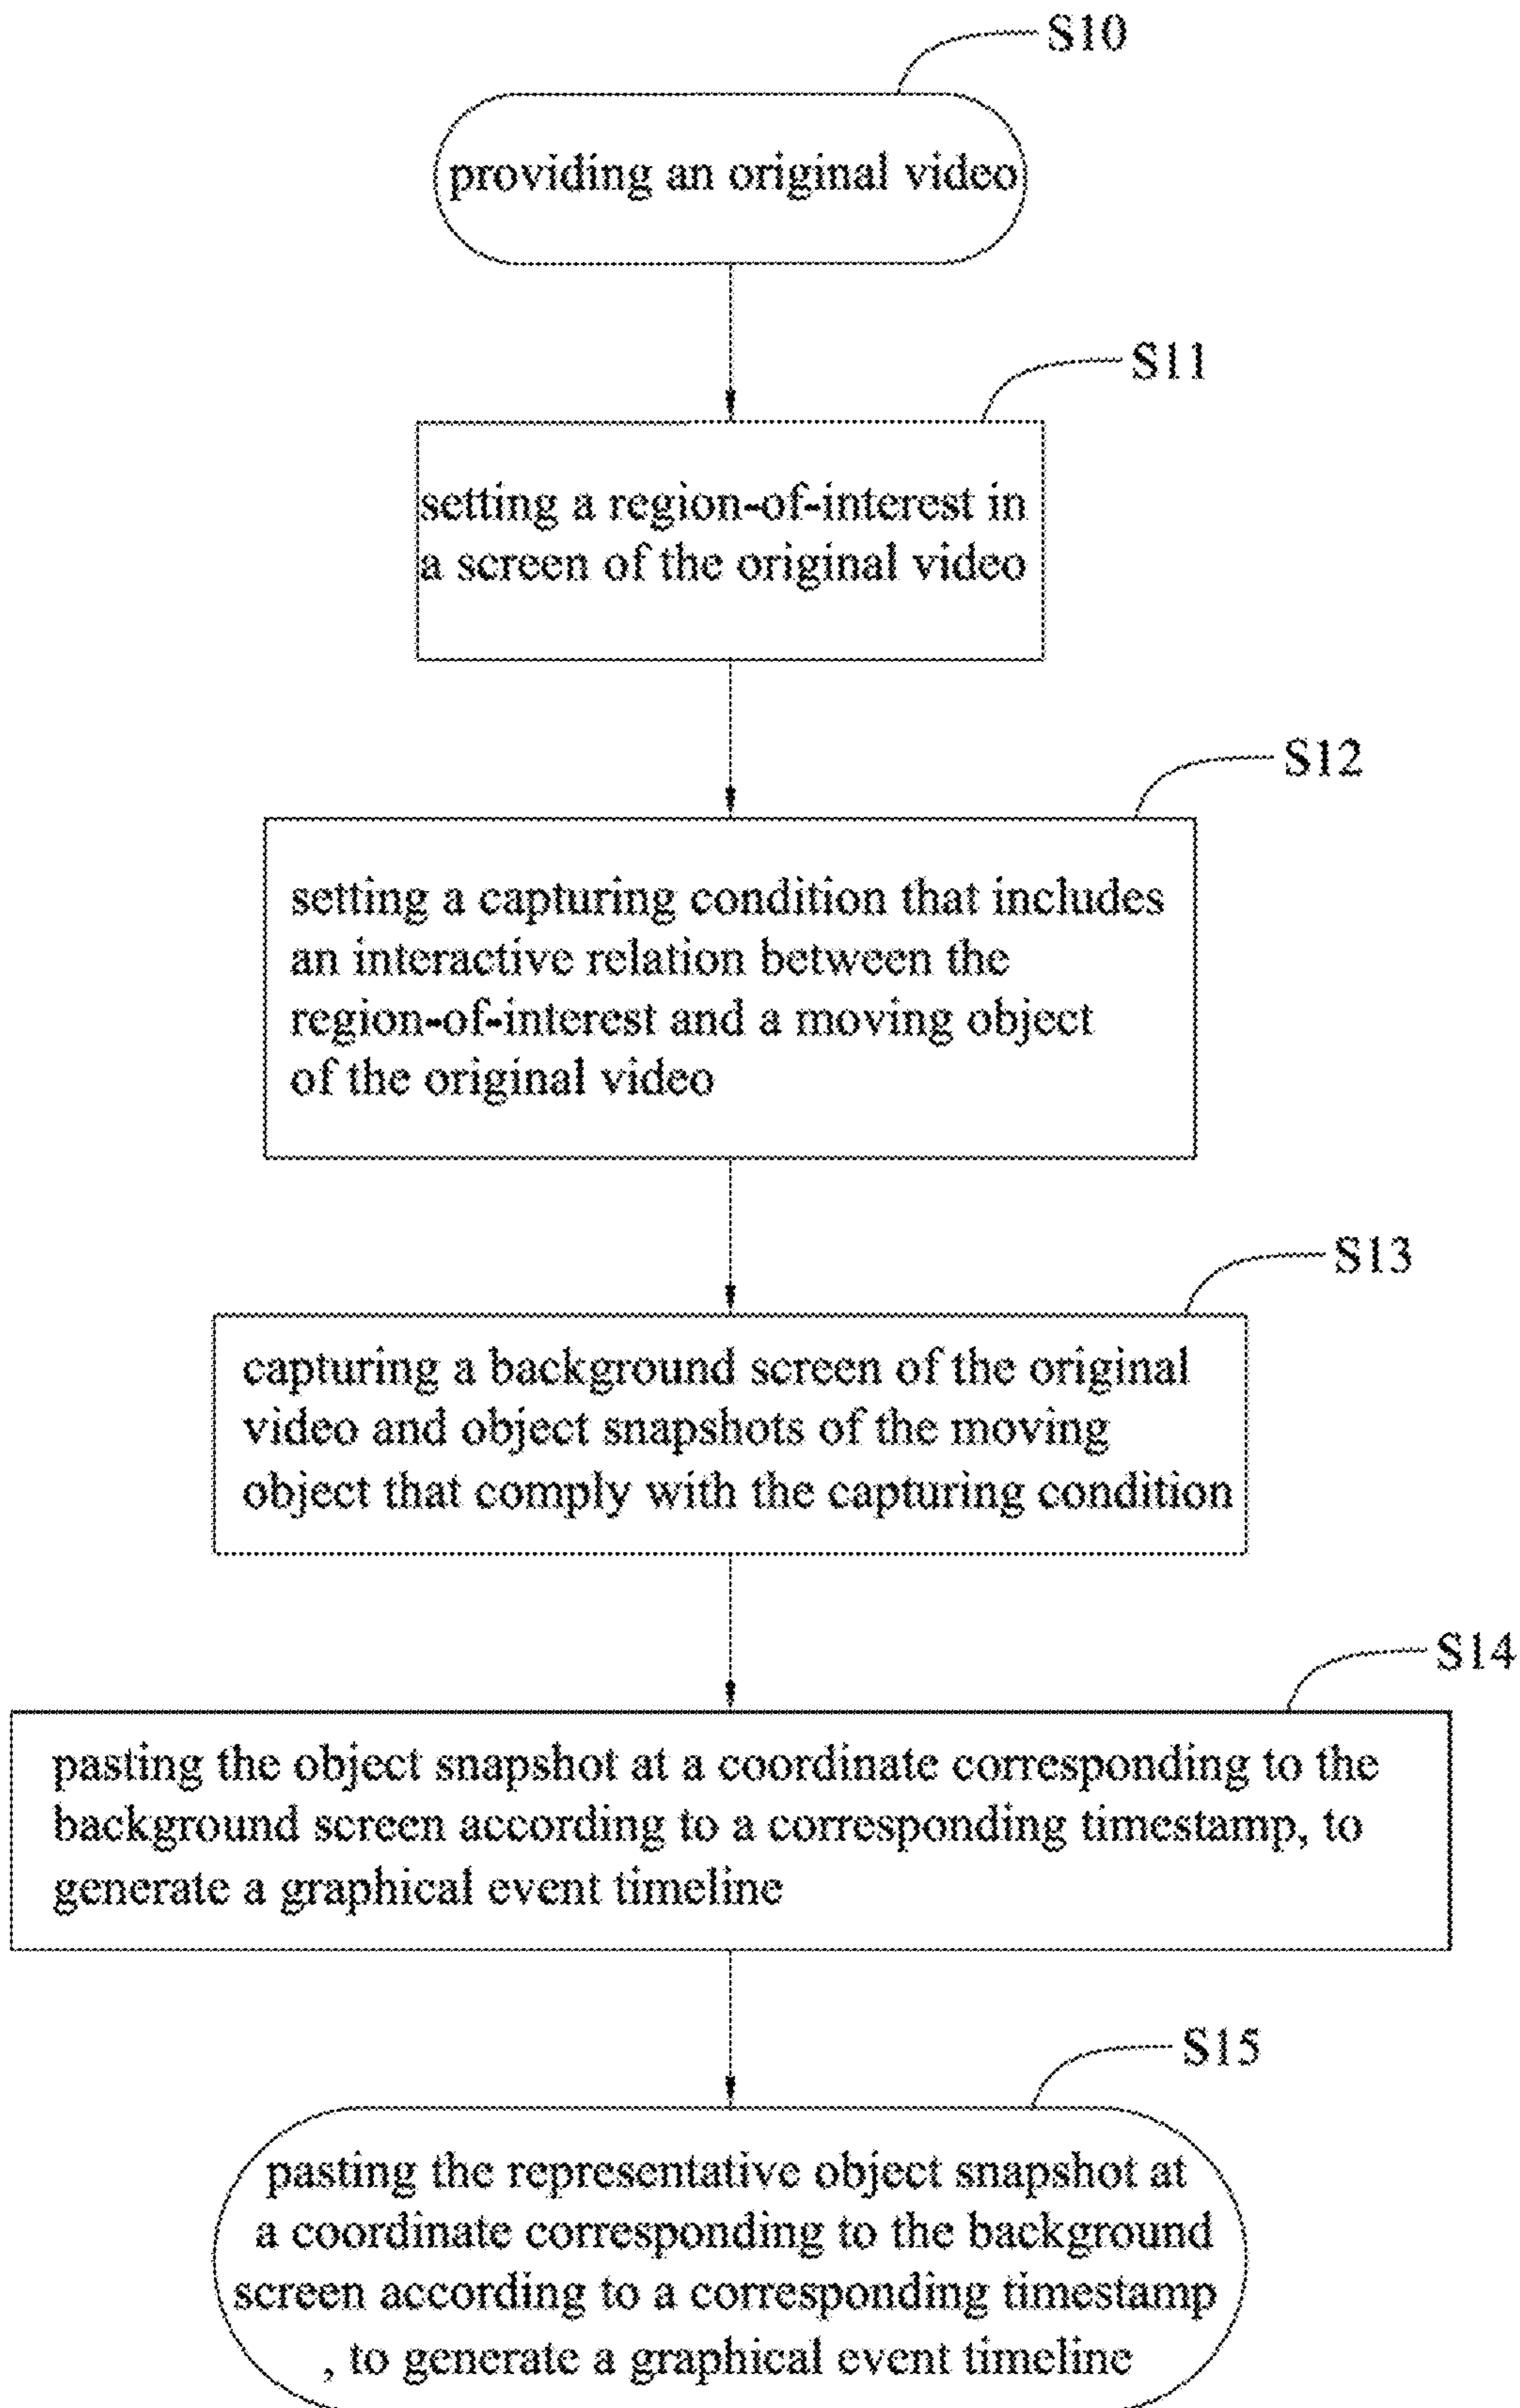 S10
providing an original video
S11
setting a region-of-interest in
a screen of the original video
S12
setting a capturing condition that includes
an interactive relation between the
region-of-interest and a moving object
of the original video
S13
capturing a background screen of the original
video and object snapshots of the moving
object that comply with the capturing condition
S14
pasting the object snapshot at a coordinate corresponding to the
background screen according to a corresponding timestamp, to
generate a graphical event timeline
S15
pasting the representative object snapshot at
a coordinate corresponding to the background
screen according to a corresponding timestamp
, to generate a graphical event timeline